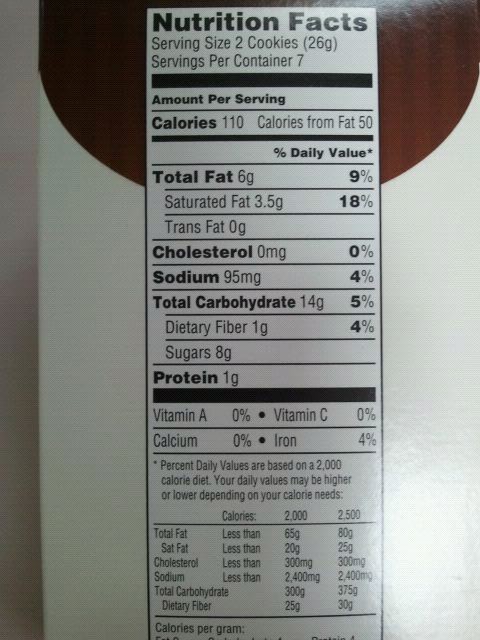 Nutrition Facts
Serving Size 2 Cookies (26g)
Servings Per Container 7
Amount Per Serving
Calories 110 Calories from Fat 50
% Daily Value*
Total Fat 6g 9%
Saturated Fat 3.5g 18%
Trans Fat 0g
Cholesterol 0mg 0%
Sodium 95mg 4%
Total Carbohydrate 14g 5%
Dietary Fiber 1g 4%
Sugars 8g
Protein 1g
Vitamin A 0% • Vitamin C 0%
Calcium 0% • Iron 4%
* Percent Daily Values are based on a 2,000
calorie diet. Your daily values may be higher
or lower depending on your calorie needs:
Calories: 2,000 2,500
Total Fat Less than 65g 80g
Sat Fat Less than 20g 25g
Cholesterol Less than 300mg 300mg
Sodium Less than 2,400mg 2,400mg
Total Carbohydrate 300g 375g
Dietary Fiber 25g 30g
Calories per gram: